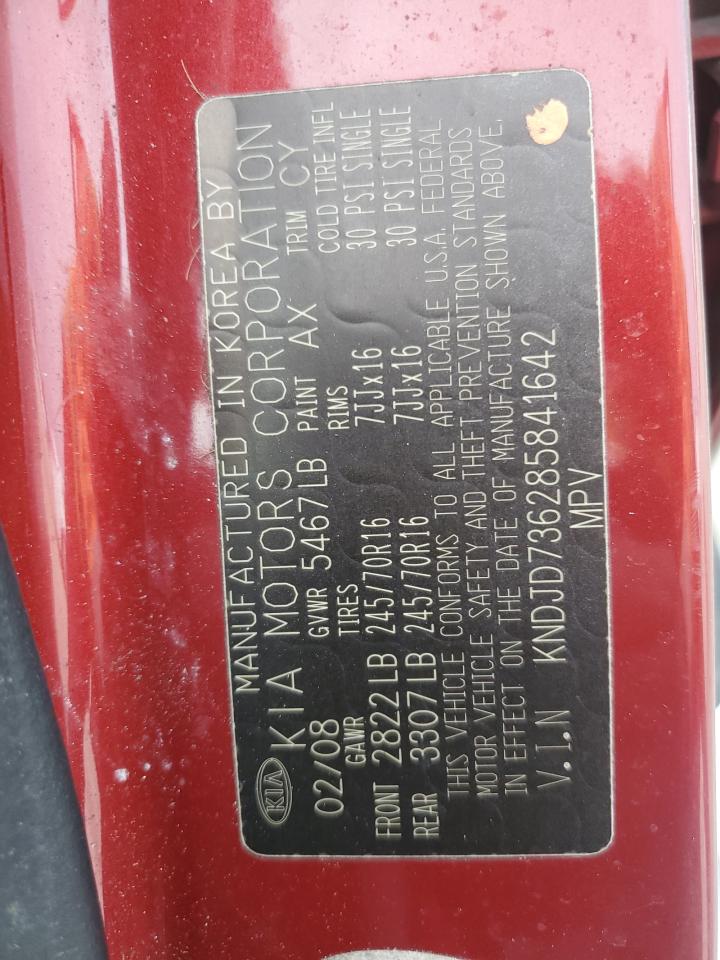 MANUFACTURED IN KOREA BY
KIA KIA MOTORS CORPORATION
02/08 GVWR 5467LB PAINT AX TRIM CY
GAWR TIRES RIMS COLD TIRE INFL
FRONT 2822LB 245/70R16 7JJx16 30 PSI SINGLE
REAR 3307LB 245/70R16 7JJx16 30 PSI SINGLE
THIS VEHICLE CONFORMS TO ALL APPLICABLE U.S.A. FEDERAL
MOTOR VEHICLE SAFETY AND THEFT PREVENTION STANDARDS
IN EFFECT ON THE DATE OF MANUFACTURE SHOWN ABOVE.
V.I.N KNDJD736285841642
MPV